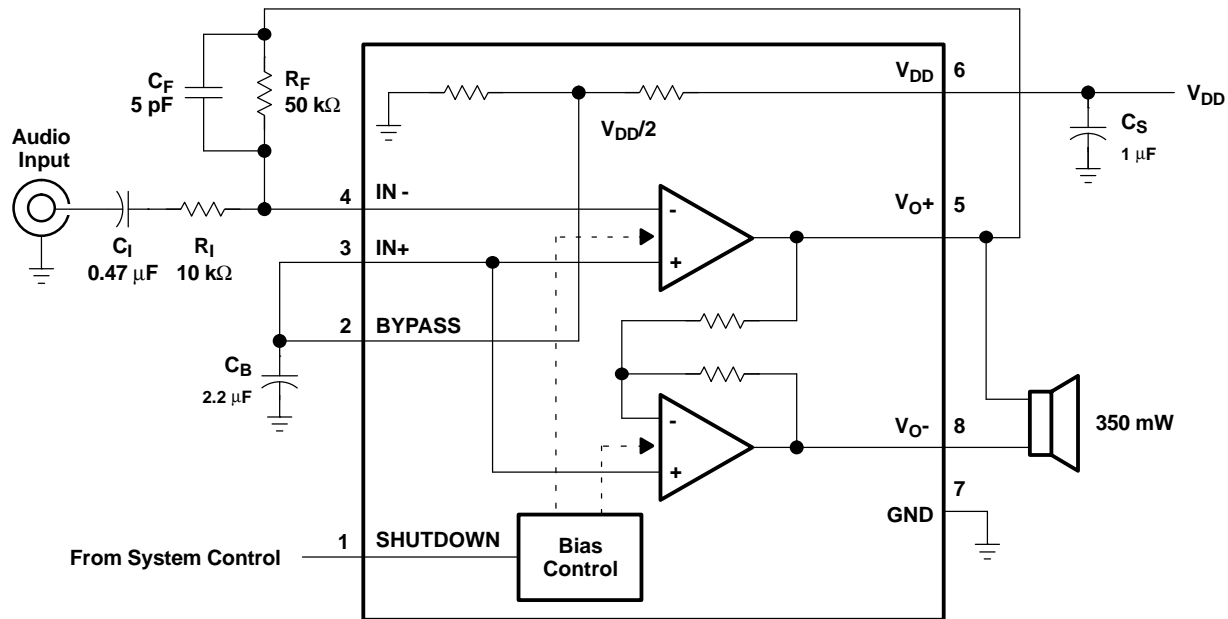 C_F
5 pF
R_F
50 kΩ
Audio
Input
C_I
0.47 μF
R_I
10 kΩ
4
IN -
3
IN+
2
BYPASS
C_B
2.2 μF
1
SHUTDOWN
From System Control
Bias
Control
V_DD/2
V_DD
6
V_DD
C_S
1 μF
-
+
V_O+
5
-
+
V_O-
8
350 mW
7
GND